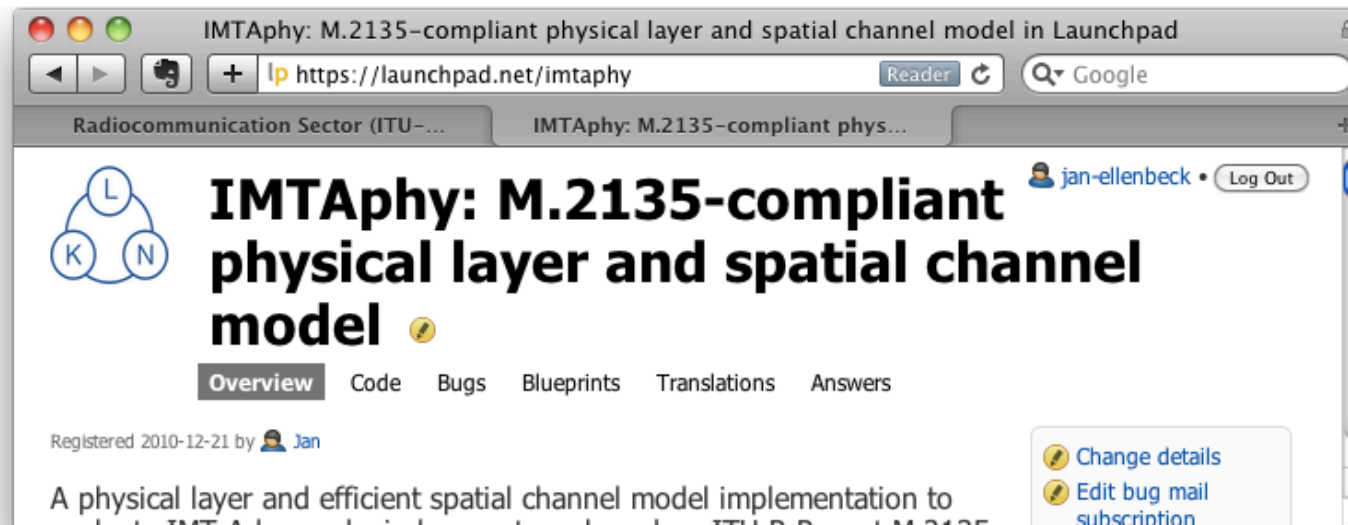 IMTAphy: M.2135-compliant physical layer and spatial channel model in Launchpad
lp https://launchpad.net/imtaphy Reader Google
Radiocommunication Sector (ITU-... IMTAphy: M.2135-compliant phys...
L
K N
IMTAphy: M.2135-compliant
physical layer and spatial channel
model
jan-ellenbeck • Log Out
Overview Code Bugs Blueprints Translations Answers
Registered 2010-12-21 by Jan
Change details
Edit bug mail
subscription
A physical layer and efficient spatial channel model implementation to